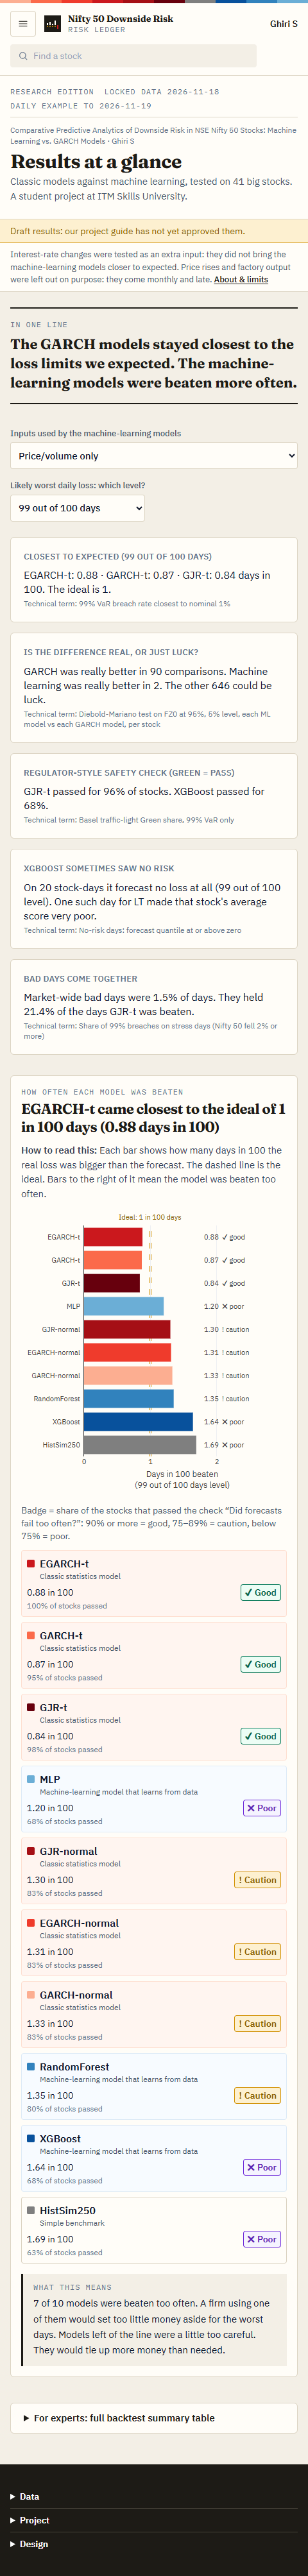 Nifty 50 Downside Risk
RISK LEDGER
Ghiri S
Find a stock
RESEARCH EDITION LOCKED DATA 2026-11-18
DAILY EXAMPLE TO 2026-11-19
Comparative Predictive Analytics of Downside Risk in NSE Nifty 50 Stocks: Machine
Learning vs. GARCH Models · Ghiri S
Results at a glance
Classic models against machine learning, tested on 41 big stocks.
A student project at ITM Skills University.
Draft results: our project guide has not yet approved them.
Interest-rate changes were tested as an extra input: they did not bring the
machine-learning models closer to expected. Price rises and factory output
were left out on purpose: they come monthly and late. About & limits
IN ONE LINE
The GARCH models stayed closest to the
loss limits we expected. The machine-
learning models were beaten more often.
Inputs used by the machine-learning models
Price/volume only
Likely worst daily loss: which level?
99 out of 100 days
CLOSEST TO EXPECTED (99 OUT OF 100 DAYS)
EGARCH-t: 0.88 · GARCH-t: 0.87 · GJR-t: 0.84 days in
100. The ideal is 1.
Technical term: 99% VaR breach rate closest to nominal 1%
IS THE DIFFERENCE REAL, OR JUST LUCK?
GARCH was really better in 90 comparisons. Machine
learning was really better in 2. The other 646 could be
luck.
Technical term: Diebold-Mariano test on FZ0 at 95%, 5% level, each ML
model vs each GARCH model, per stock
REGULATOR-STYLE SAFETY CHECK (GREEN = PASS)
GJR-t passed for 96% of stocks. XGBoost passed for
68%.
Technical term: Basel traffic-light Green share, 99% VaR only
XGBOOST SOMETIMES SAW NO RISK
On 20 stock-days it forecast no loss at all (99 out of 100
level). One such day for LT made that stock's average
score very poor.
Technical term: No-risk days: forecast quantile at or above zero
BAD DAYS COME TOGETHER
Market-wide bad days were 1.5% of days. They held
21.4% of the days GJR-t was beaten.
Technical term: Share of 99% breaches on stress days (Nifty 50 fell 2% or
more)
HOW OFTEN EACH MODEL WAS BEATEN
EGARCH-t came closest to the ideal of 1
in 100 days (0.88 days in 100)
How to read this: Each bar shows how many days in 100 the
real loss was bigger than the forecast. The dashed line is the
ideal. Bars to the right of it mean the model was beaten too
often.
Ideal: 1 in 100 days
EGARCH-t 0.88 ✓ good
GARCH-t 0.87 ✓ good
GJR-t 0.84 ✓ good
MLP 1.20 ✕ poor
GJR-normal 1.30 ! caution
EGARCH-normal 1.31 ! caution
GARCH-normal 1.33 ! caution
RandomForest 1.35 ! caution
XGBoost 1.64 ✕ poor
HistSim250 1.69 ✕ poor
0 1 2
Days in 100 beaten
(99 out of 100 days level)
Badge = share of the stocks that passed the check “Did forecasts
fail too often?”: 90% or more = good, 75–89% = caution, below
75% = poor.
EGARCH-t
Classic statistics model
0.88 in 100
✓ Good
100% of stocks passed
GARCH-t
Classic statistics model
0.87 in 100
✓ Good
95% of stocks passed
GJR-t
Classic statistics model
0.84 in 100
✓ Good
98% of stocks passed
MLP
Machine-learning model that learns from data
1.20 in 100
✕ Poor
68% of stocks passed
GJR-normal
Classic statistics model
1.30 in 100
! Caution
83% of stocks passed
EGARCH-normal
Classic statistics model
1.31 in 100
! Caution
83% of stocks passed
GARCH-normal
Classic statistics model
1.33 in 100
! Caution
83% of stocks passed
RandomForest
Machine-learning model that learns from data
1.35 in 100
! Caution
80% of stocks passed
XGBoost
Machine-learning model that learns from data
1.64 in 100
✕ Poor
68% of stocks passed
HistSim250
Simple benchmark
1.69 in 100
✕ Poor
63% of stocks passed
WHAT THIS MEANS
7 of 10 models were beaten too often. A firm using one
of them would set too little money aside for the worst
days. Models left of the line were a little too careful.
They would tie up more money than needed.
For experts: full backtest summary table
Data
Project
Design